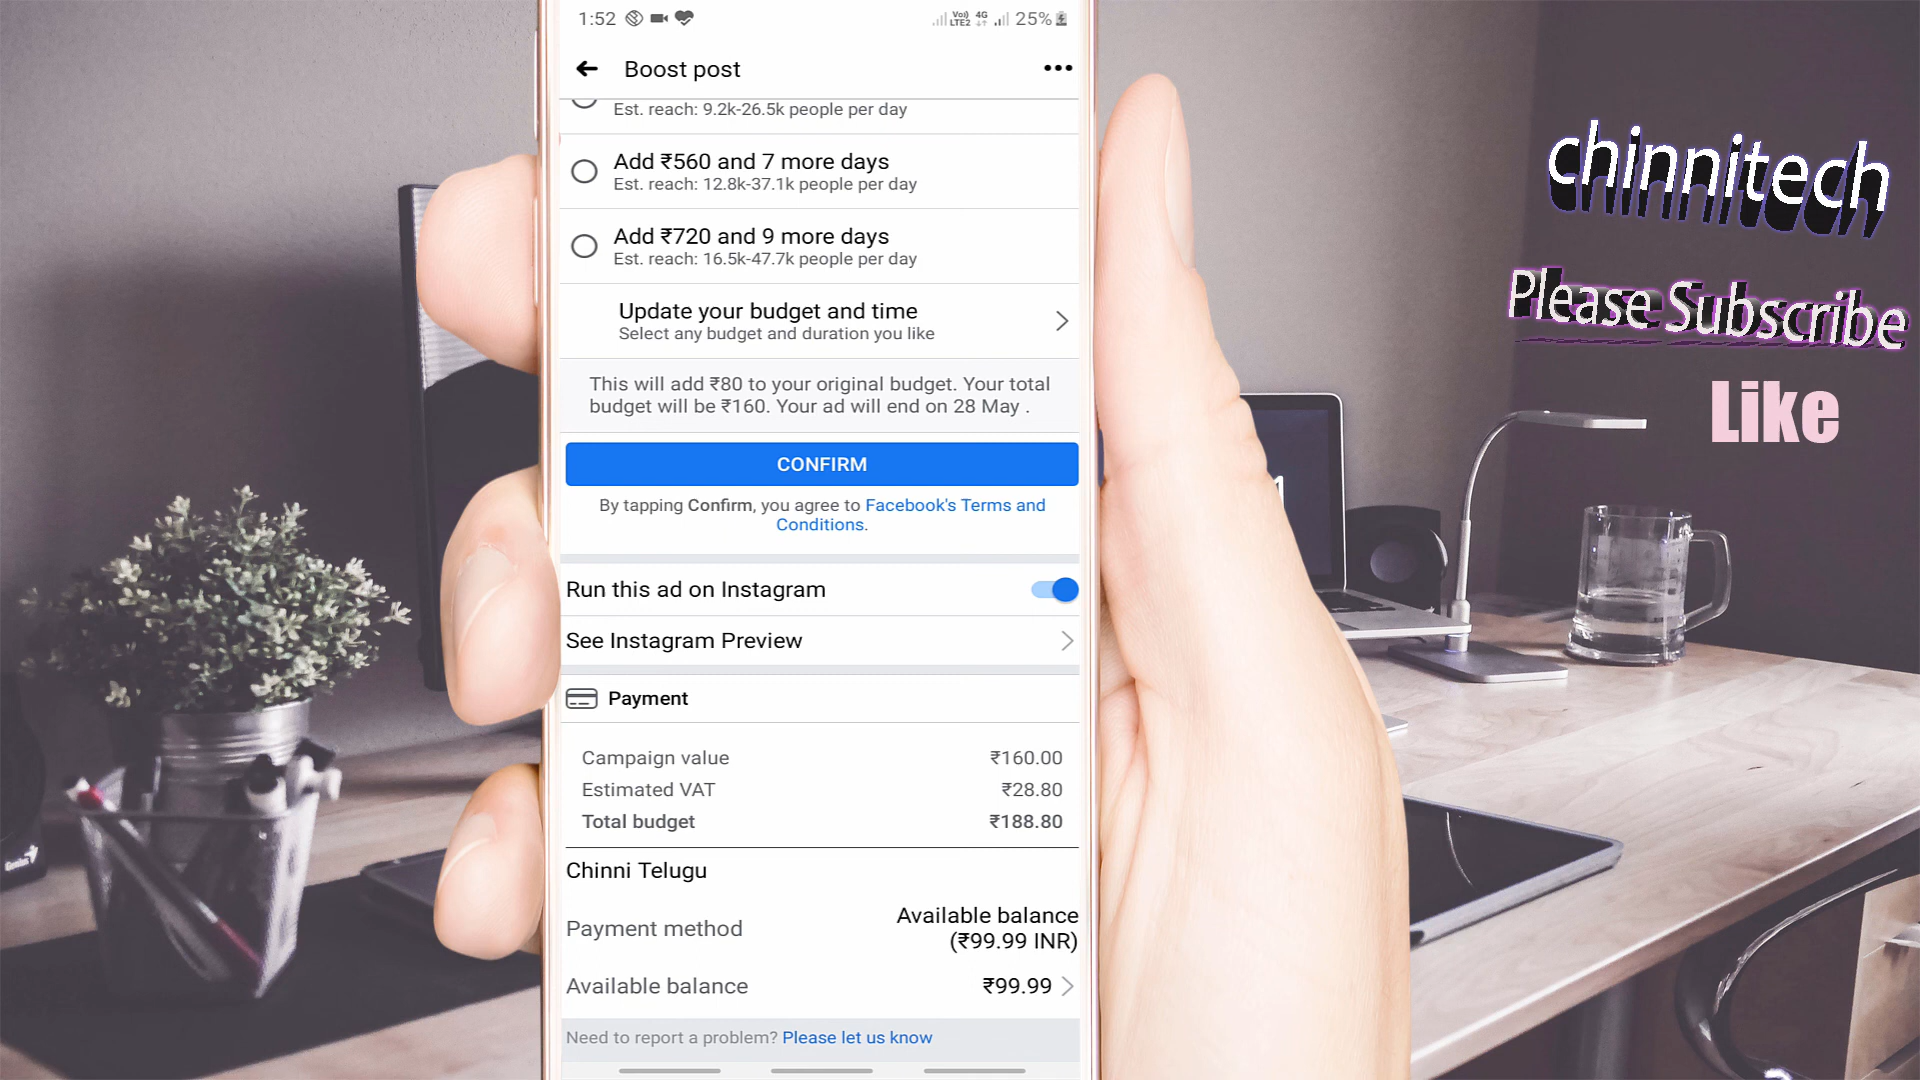 1:52
Vo)) 4G
LTE2
25%
Boost post
Est. reach: 9.2k-26.5k people per day
Add ₹560 and 7 more days
Est. reach: 12.8k-37.1k people per day
Add ₹720 and 9 more days
Est. reach: 16.5k-47.7k people per day
Update your budget and time
Select any budget and duration you like
This will add ₹80 to your original budget. Your total
budget will be ₹160. Your ad will end on 28 May .
CONFIRM
By tapping Confirm, you agree to Facebook's Terms and
Conditions.
Run this ad on Instagram
See Instagram Preview
Payment
Campaign value ₹160.00
Estimated VAT ₹28.80
Total budget ₹188.80
Chinni Telugu
Payment method Available balance
(₹99.99 INR)
Available balance ₹99.99
Need to report a problem? Please let us know
chinnitech
Please Subscribe
Like
Genius